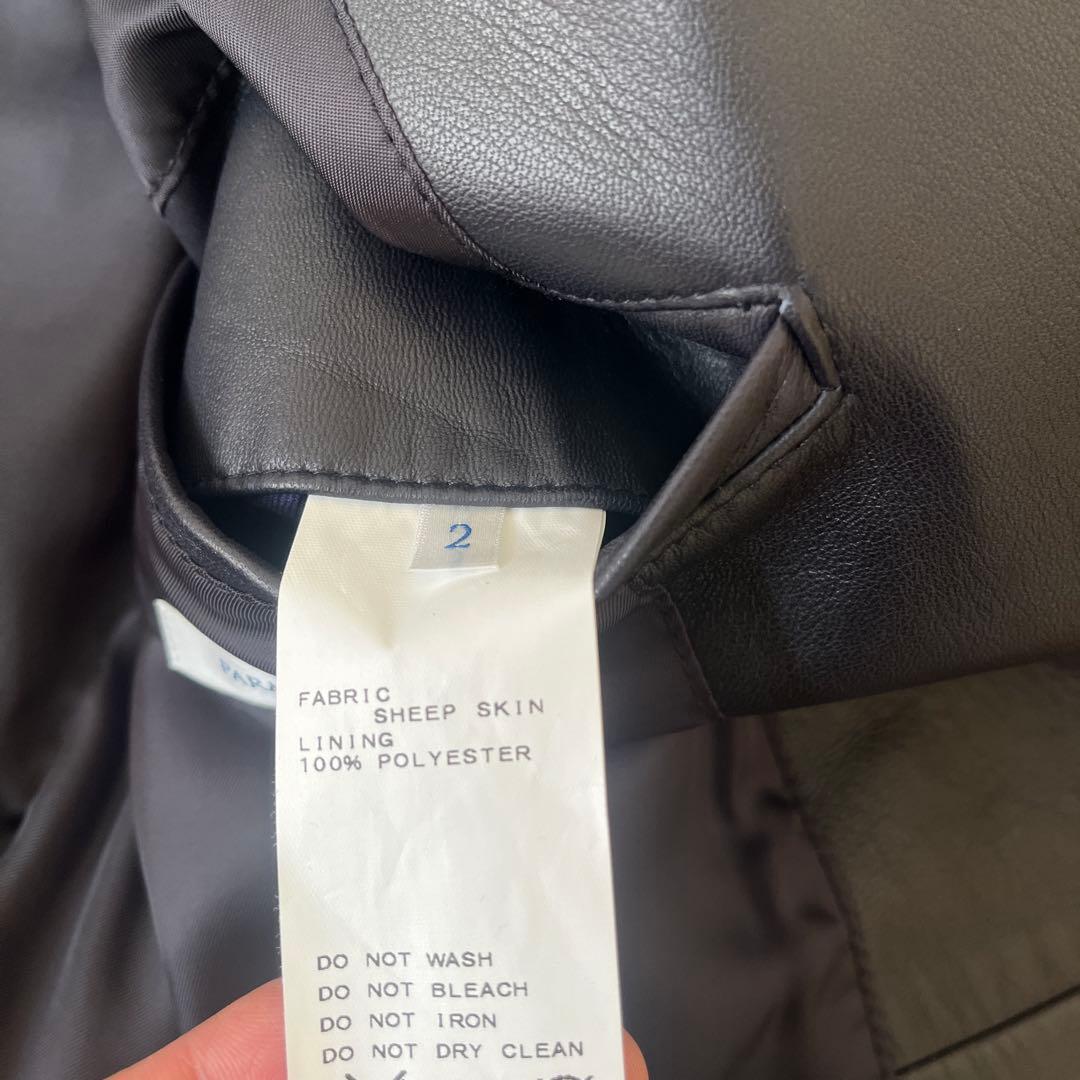 2
PARA
FABRIC
SHEEP SKIN
LINING
100% POLYESTER
DO NOT WASH
DO NOT BLEACH
DO NOT IRON
DO NOT DRY CLEAN